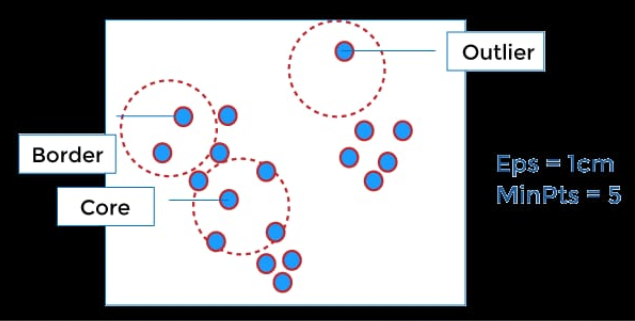 Outlier
Border
Core
Eps = 1cm
MinPts = 5